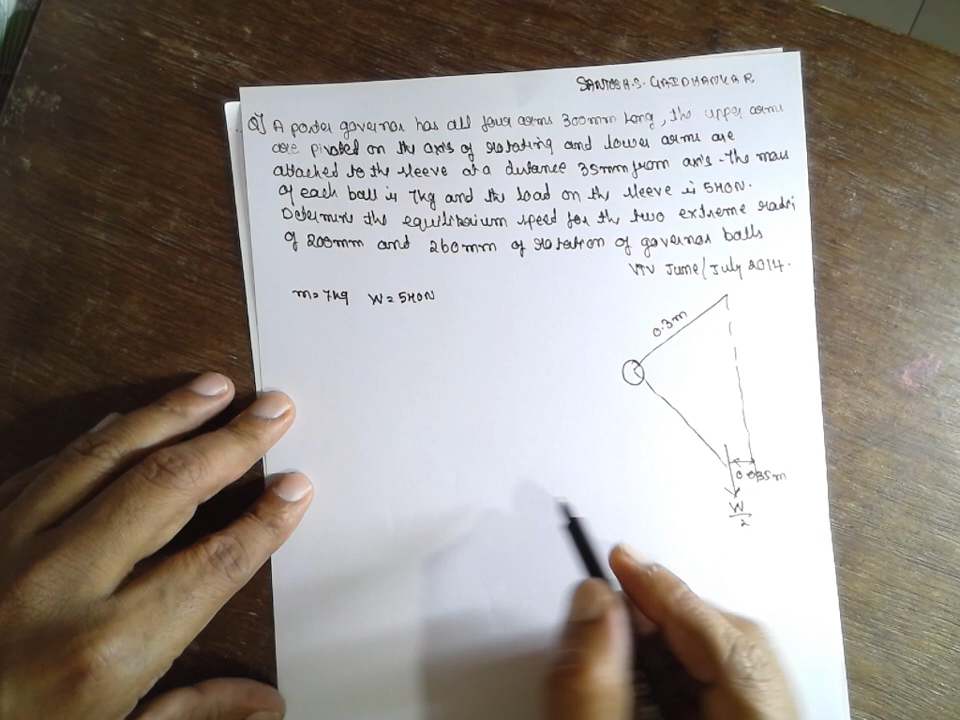 SANTOSH.S. GAIDHANKAR
Q] A porter governor has all four arms 300mm Long, the upper arms
are pivoted on the axis of rotating and lower arms are
attached to the sleeve at a distance 35mm from axis. The mass
of each ball is 7kg and the load on the sleeve is 540N.
Determine the equilibrium speed for the two extreme radii
of 200mm and 260mm of rotation of governor balls
VTU June/July 2014.
m=7kg W=540N
0.3m
0.035m
W
2